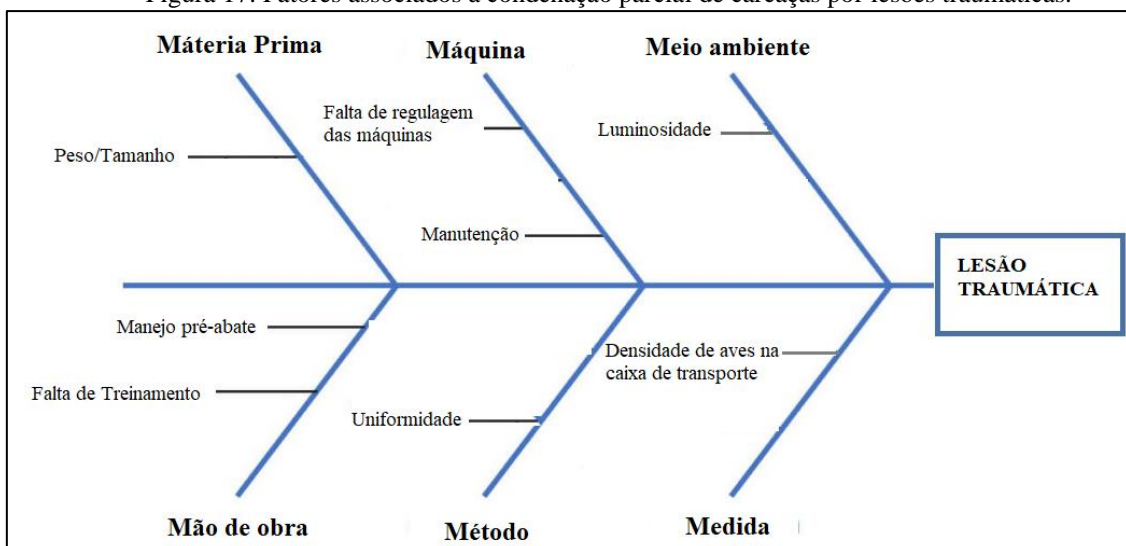 Figura 17. Fatores associados a condenação parcial de carcaças por lesões traumáticas.
Máteria Prima
Máquina
Meio ambiente
Falta de regulagem
das máquinas
Luminosidade
Peso/Tamanho
Manutenção
LESÃO
TRAUMÁTICA
Manejo pré-abate
Densidade de aves na
caixa de transporte
Falta de Treinamento
Uniformidade
Mão de obra
Método
Medida